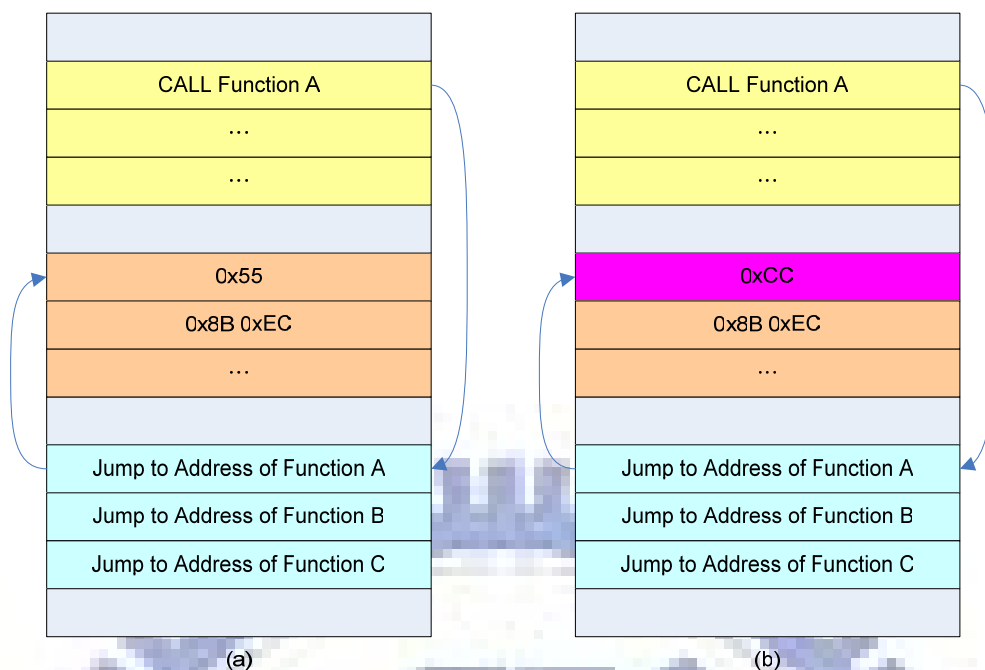 CALL Function A
...
...
0x55
0x8B 0xEC
...
Jump to Address of Function A
Jump to Address of Function B
Jump to Address of Function C
(a)
CALL Function A
...
...
0xCC
0x8B 0xEC
...
Jump to Address of Function A
Jump to Address of Function B
Jump to Address of Function C
(b)